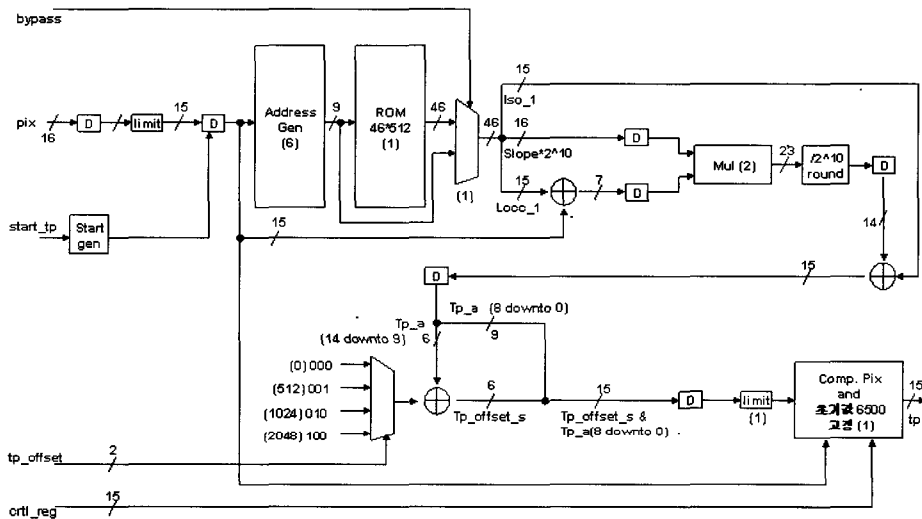 bypass
pix
16
D
limit
15
D
Address
Gen
(6)
9
ROM
46*512
(1)
46
(1)
46
15
Iso_1
16
Slope*2^10
15
Locc_1
7
D
D
Mul (2)
23
/2^10
round
D
14
start_tp
Start
gen
15
15
D
Tp_a (8 downto 0)
9
Tp_a
(14 downto 9)
6
(0) 000
(512) 001
(1024) 010
(2048) 100
6
Tp_offset_s
15
Tp_offset_s &
Tp_a(8 downto 0)
D
limit
(1)
Comp. Pix
and
초기값 6500
고정 (1)
15
tp
tp_offset
2
crtl_reg
15